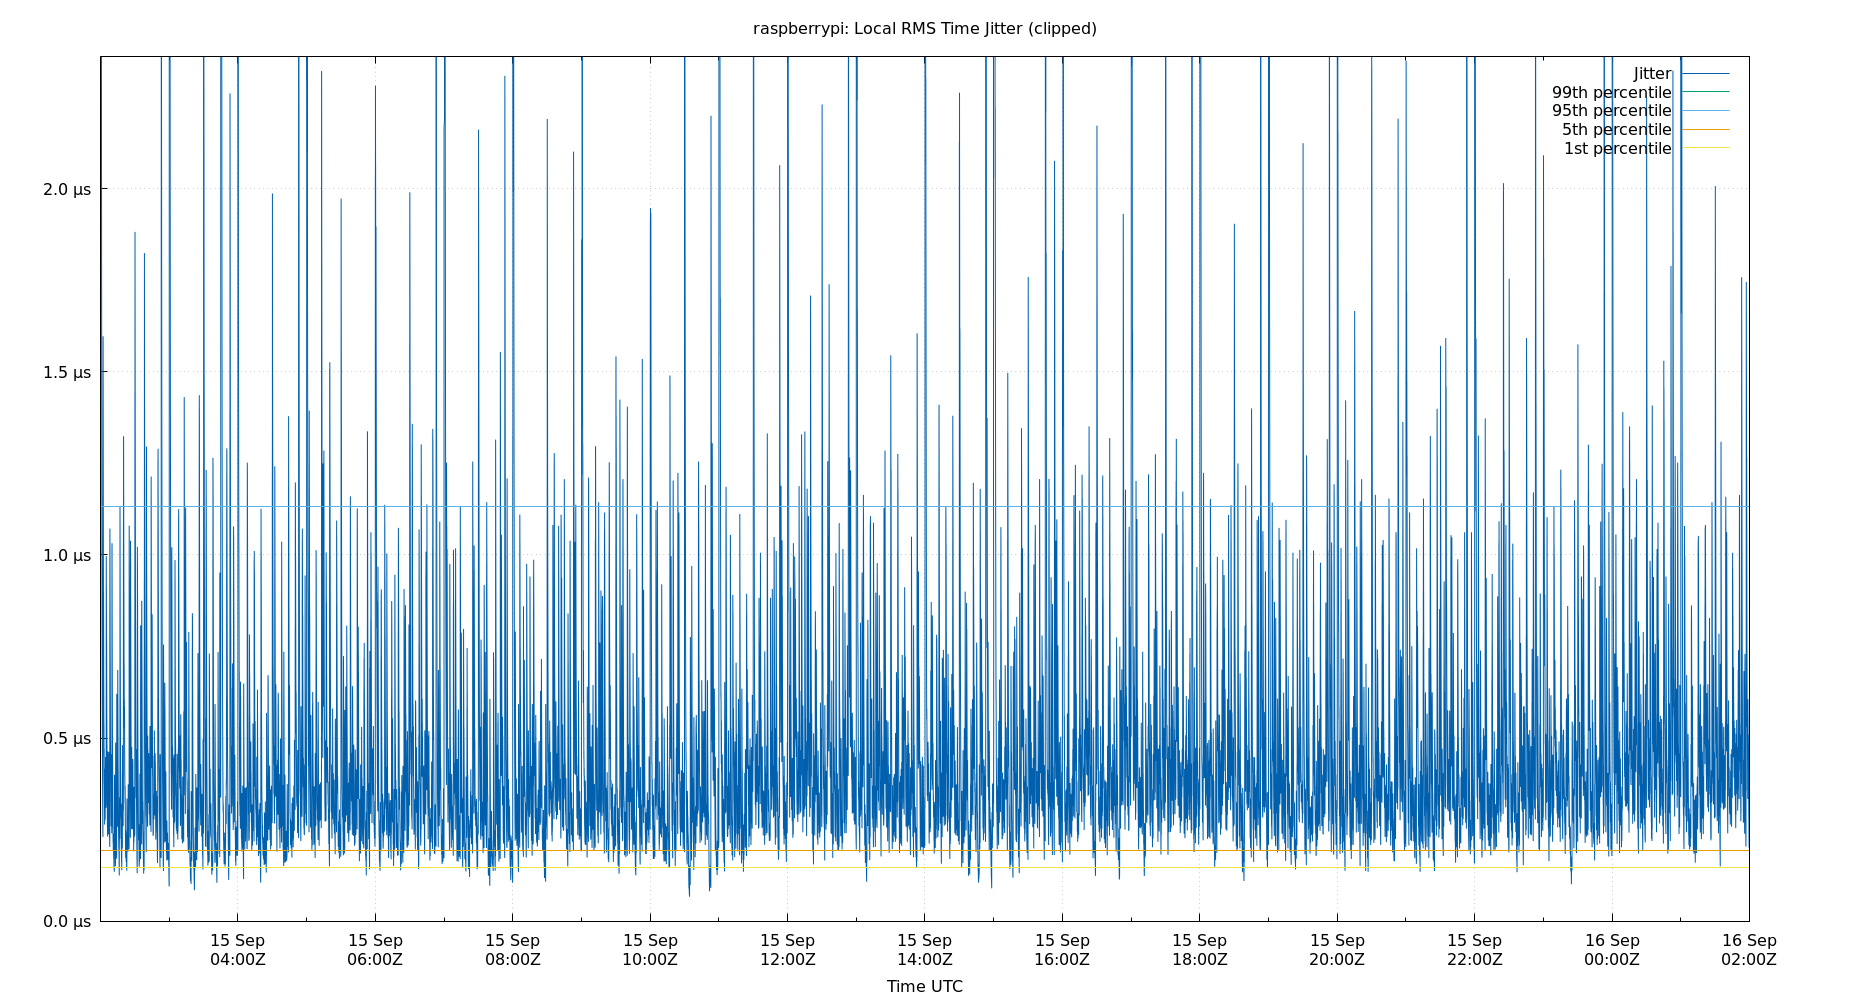 raspberrypi: Local RMS Time Jitter (clipped)
Jitter
99th percentile
95th percentile
5th percentile
1st percentile
2.0 µs
1.5 µs
1.0 µs
0.5 µs
0.0 µs
15 Sep 15 Sep 15 Sep 15 Sep 15 Sep 15 Sep 15 Sep 15 Sep 15 Sep 15 Sep 16 Sep 16 Sep
04:00Z 06:00Z 08:00Z 10:00Z 12:00Z 14:00Z 16:00Z 18:00Z 20:00Z 22:00Z 00:00Z 02:00Z
Time UTC